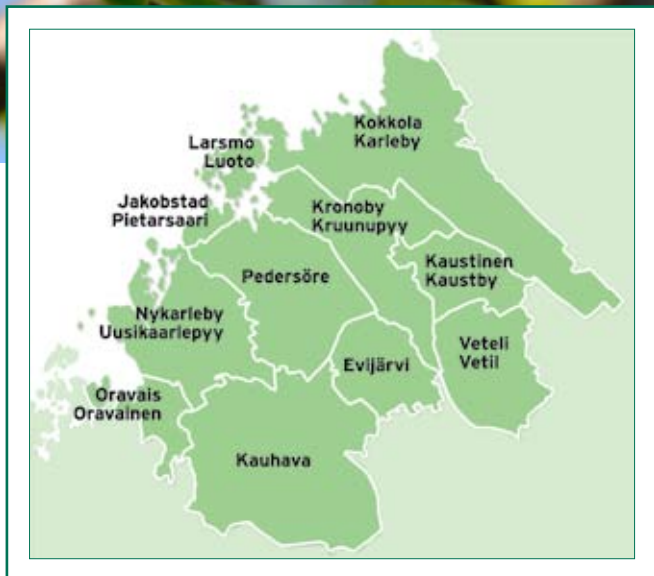 Kokkola
Karleby
Larsmo
Luoto
Jakobstad
Pietarsaari
Kronoby
Kruunupyy
Kaustinen
Kaustby
Pedersöre
Nykarleby
Uusikaarlepyy
Evijärvi
Veteli
Vetil
Oravais
Oravainen
Kauhava